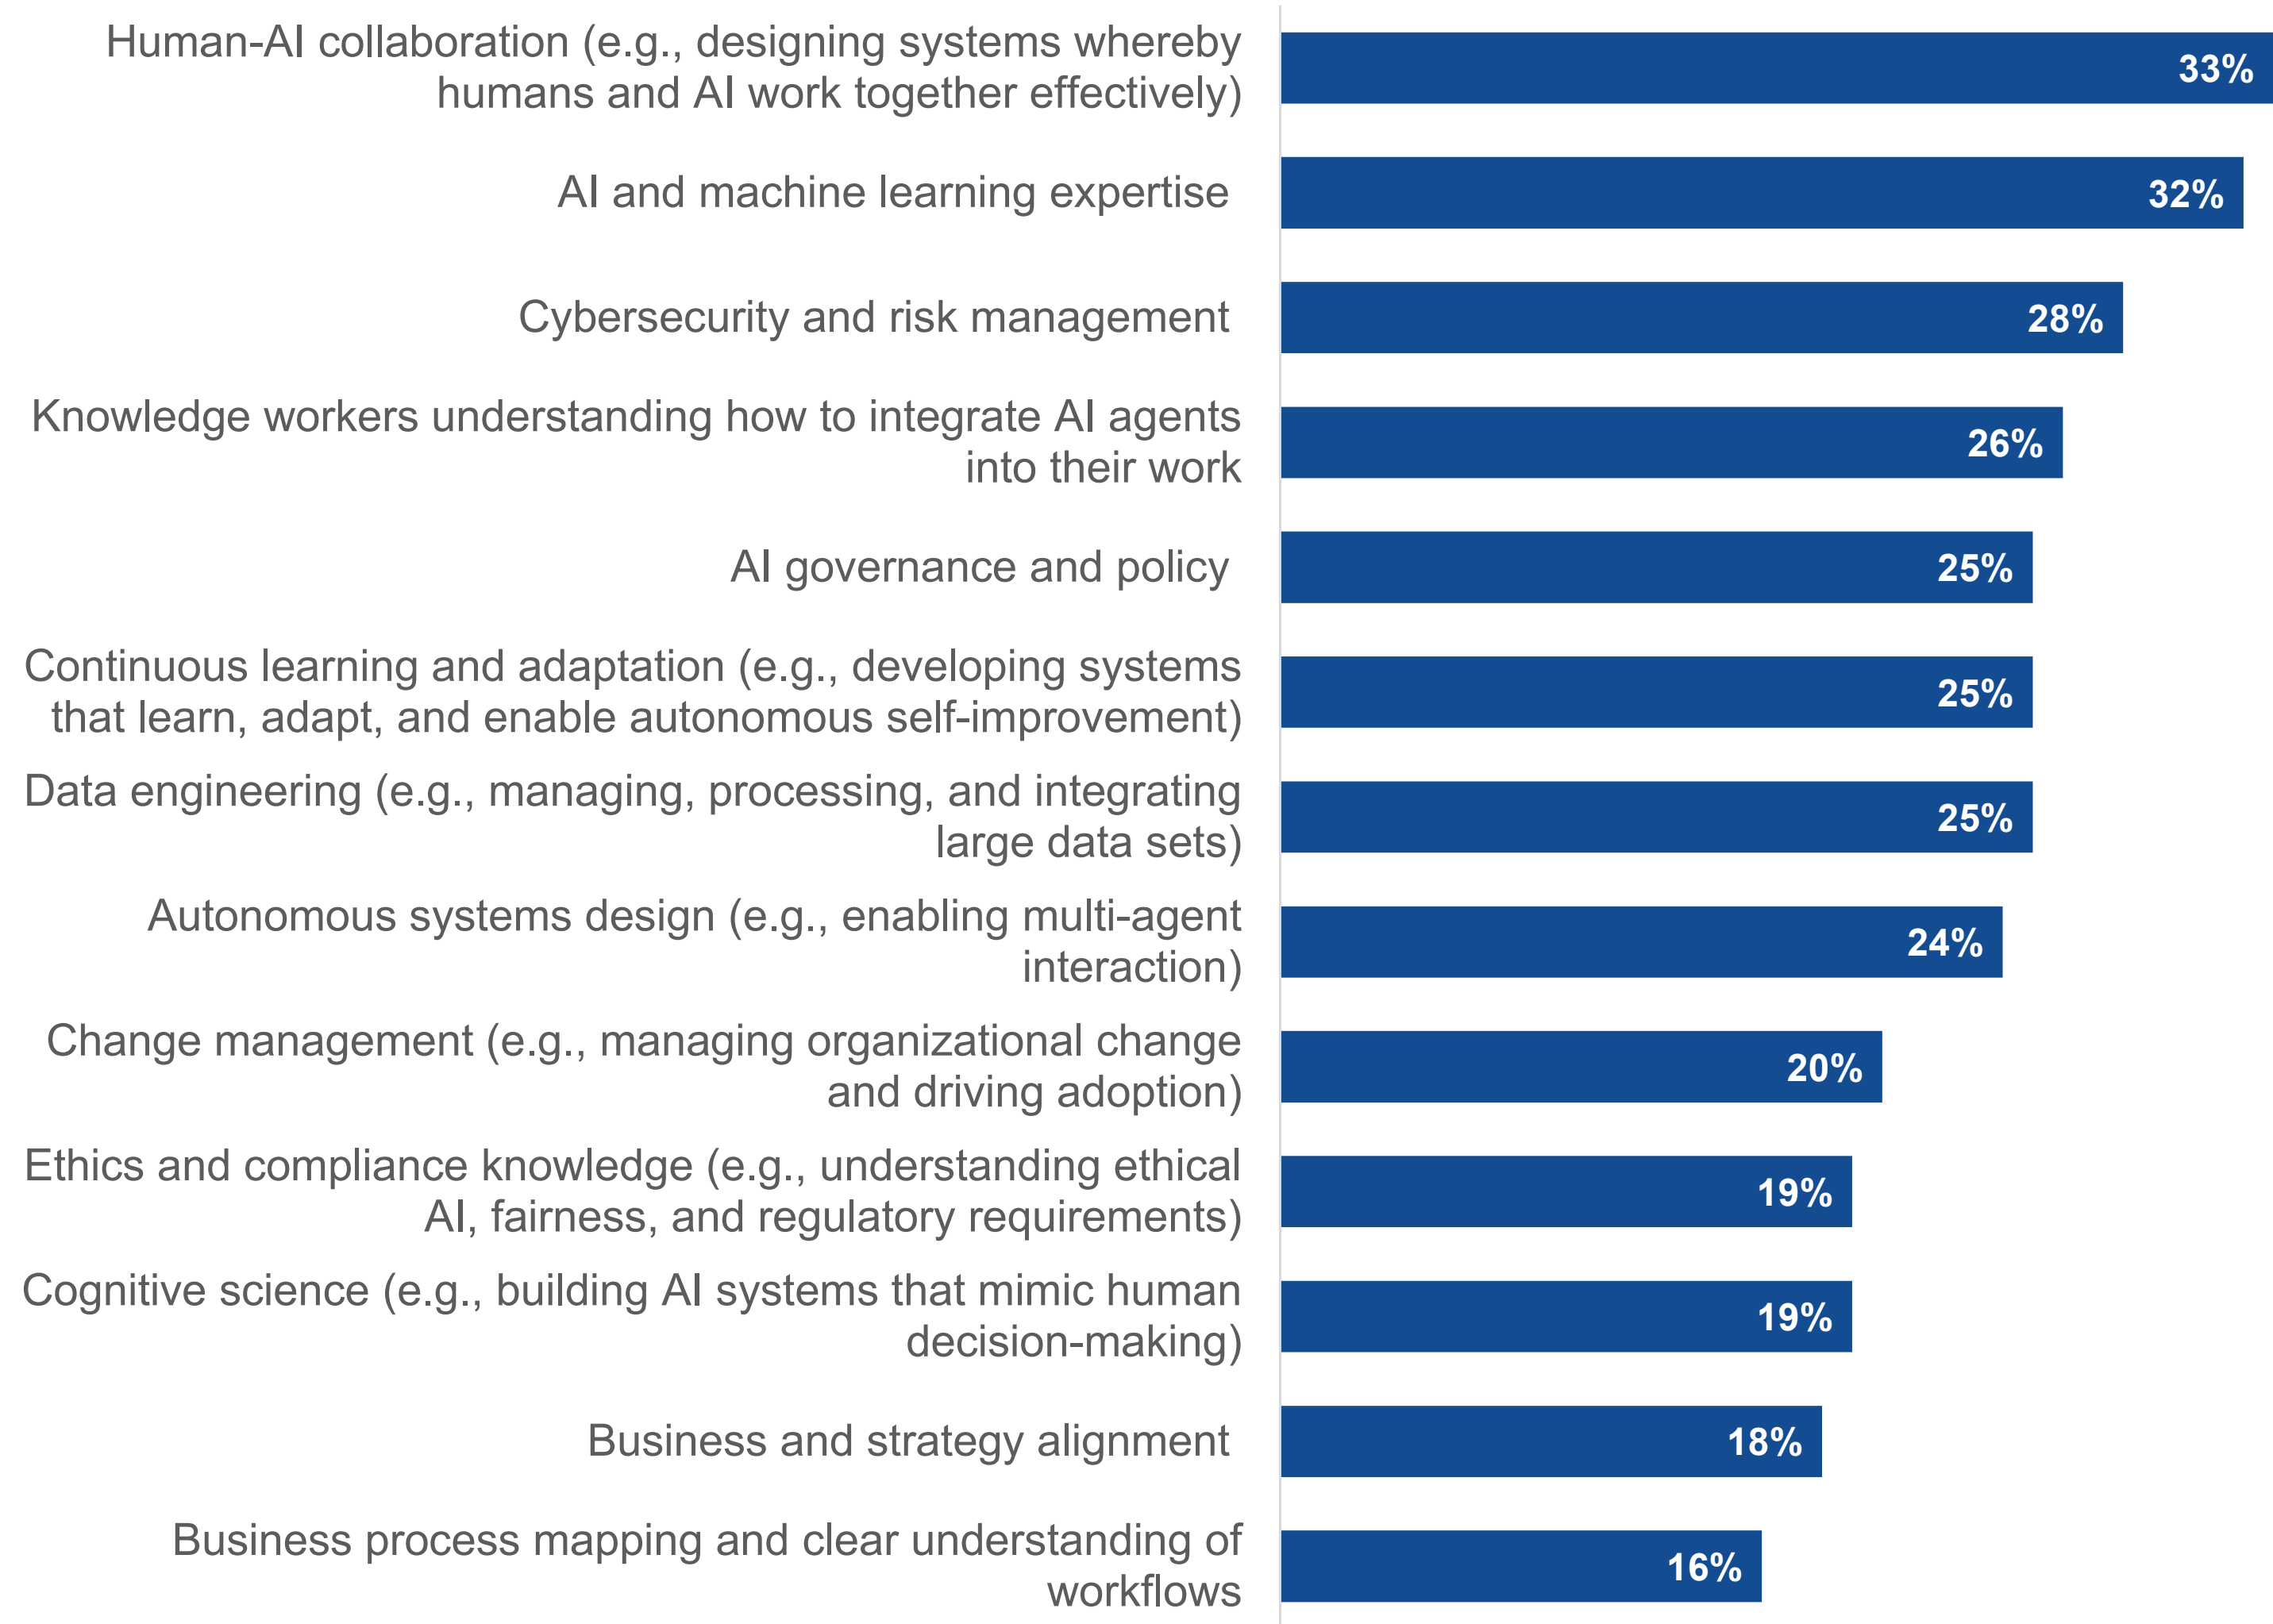 Human-AI collaboration (e.g., designing systems whereby
humans and AI work together effectively)
33%
AI and machine learning expertise
32%
Cybersecurity and risk management
28%
Knowledge workers understanding how to integrate AI agents
into their work
26%
AI governance and policy
25%
Continuous learning and adaptation (e.g., developing systems
that learn, adapt, and enable autonomous self-improvement)
25%
Data engineering (e.g., managing, processing, and integrating
large data sets)
25%
Autonomous systems design (e.g., enabling multi-agent
interaction)
24%
Change management (e.g., managing organizational change
and driving adoption)
20%
Ethics and compliance knowledge (e.g., understanding ethical
AI, fairness, and regulatory requirements)
19%
Cognitive science (e.g., building AI systems that mimic human
decision-making)
19%
Business and strategy alignment
18%
Business process mapping and clear understanding of
workflows
16%